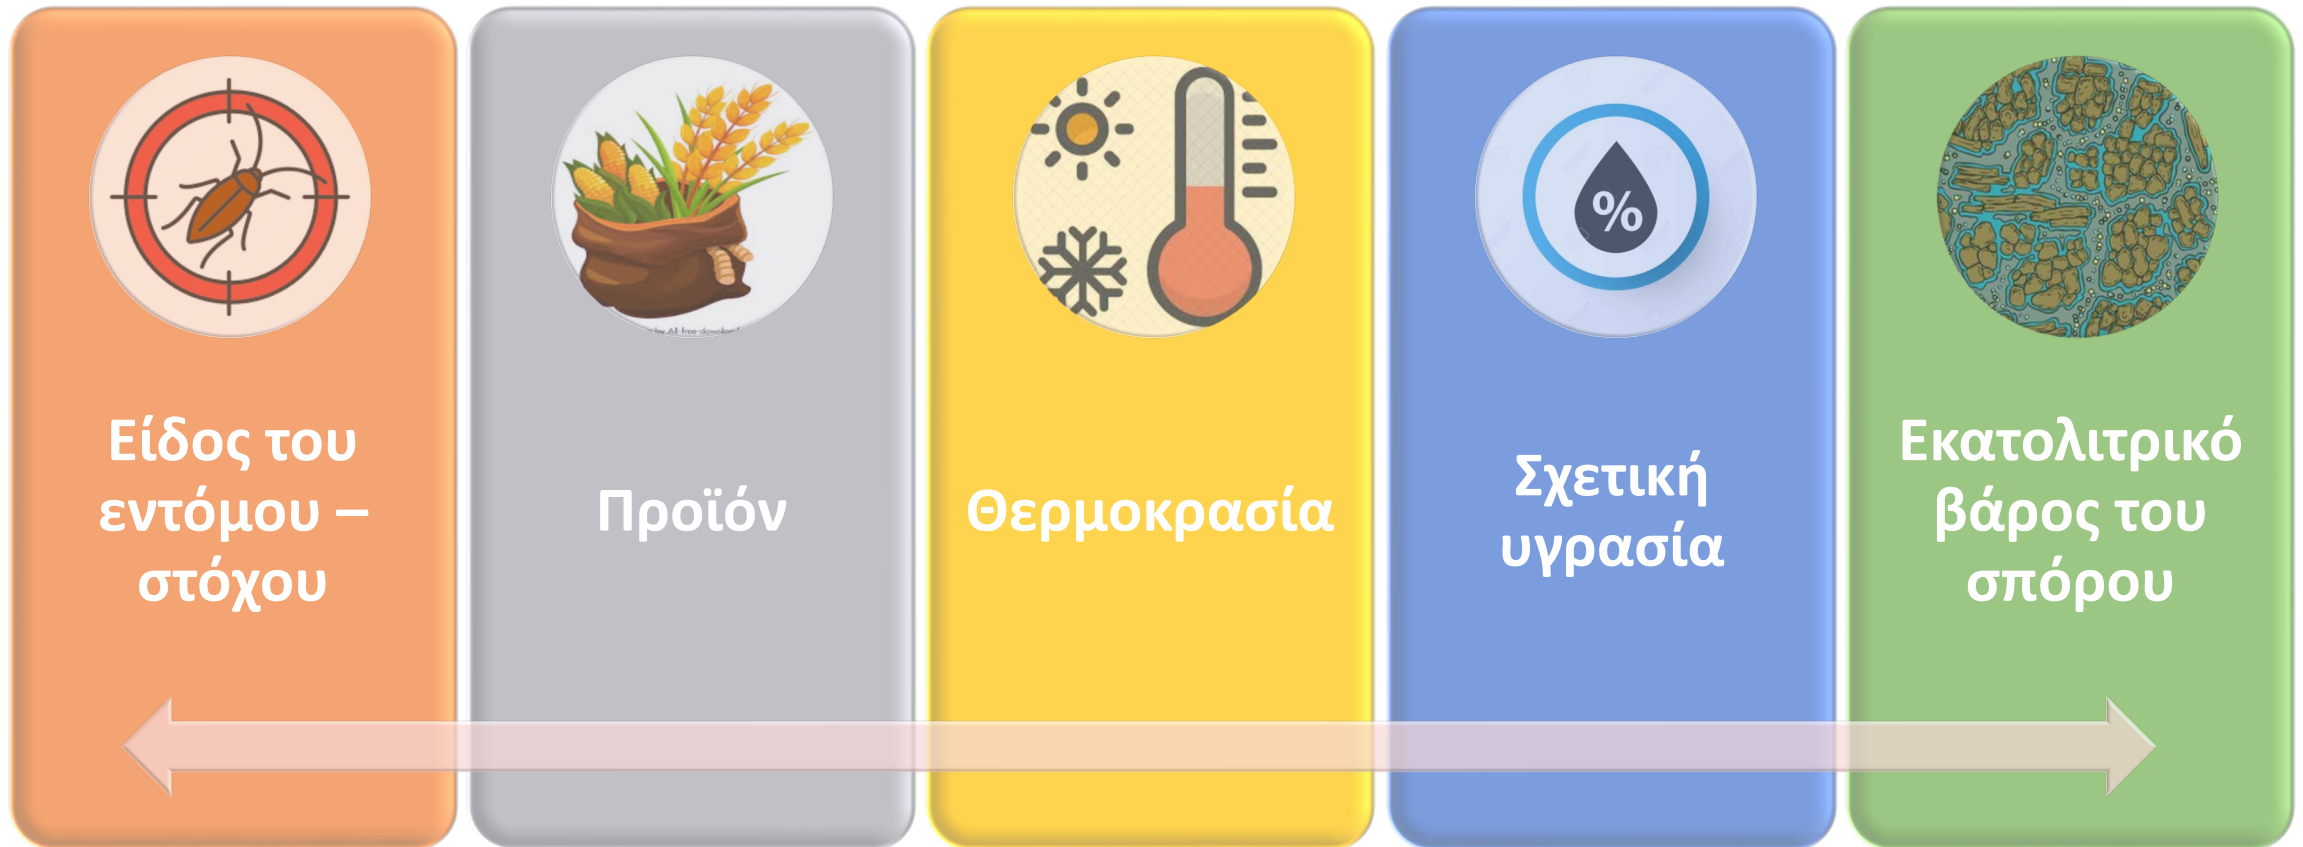 Είδος του
εντόμου –
στόχου
Προϊόν
Θερμοκρασία
%
Σχετική
υγρασία
Εκατολιτρικό
βάρος του
σπόρου